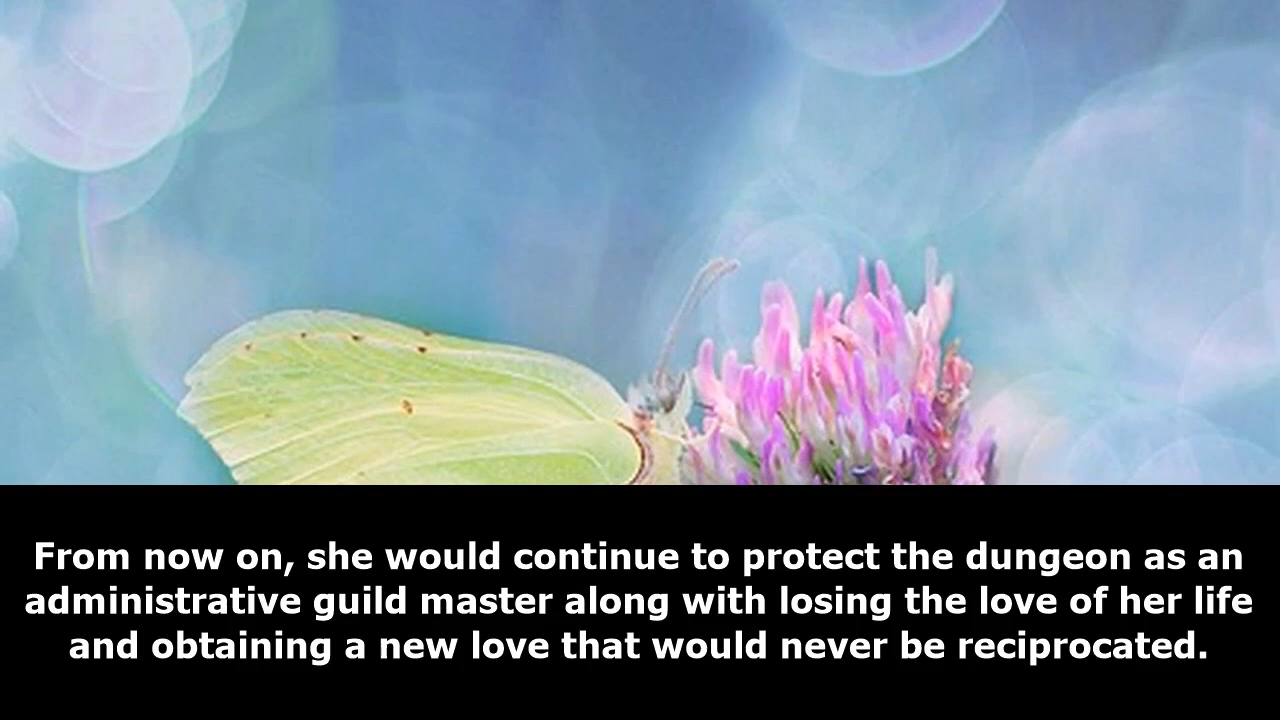 From now on, she would continue to protect the dungeon as an
administrative guild master along with losing the love of her life
and obtaining a new love that would never be reciprocated.